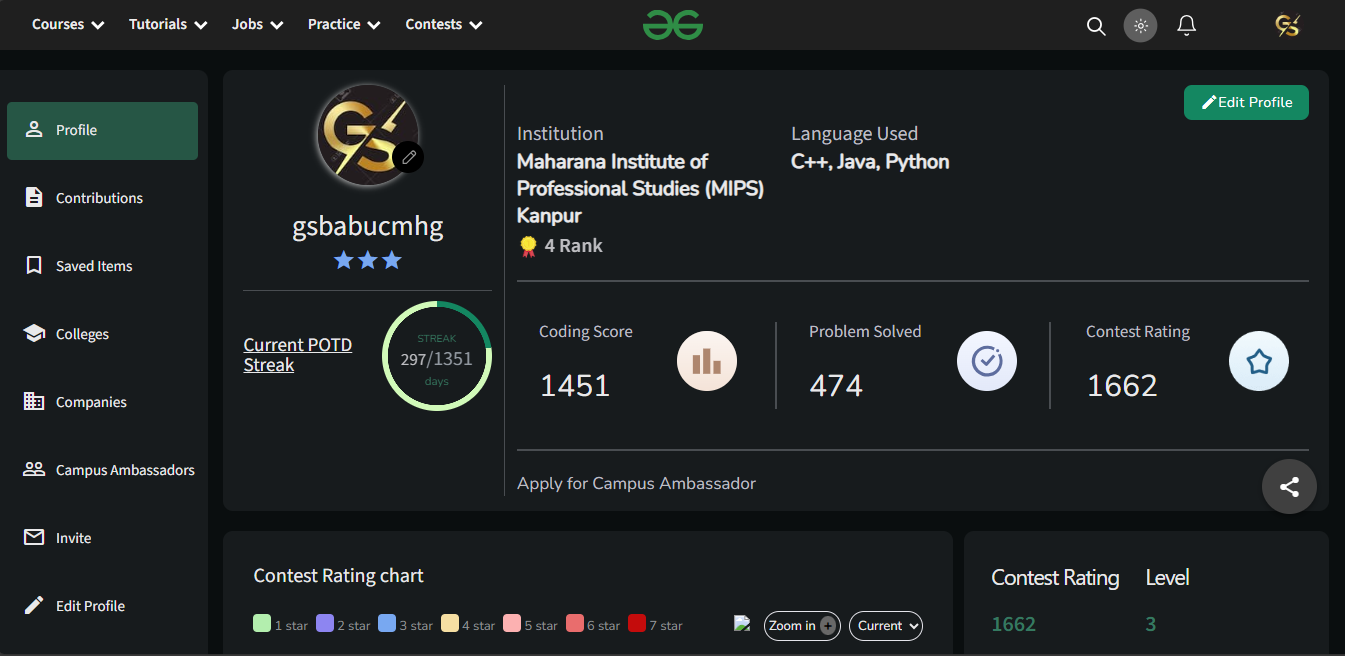 Courses Tutorials Jobs Practice Contests
Profile
Contributions
Saved Items
Colleges
Companies
Campus Ambassadors
Invite
Edit Profile
GS
gsbabucmhg
Current POTD
Streak
STREAK
297/1351
days
Edit Profile
Institution
Maharana Institute of
Professional Studies (MIPS)
Kanpur
4 Rank
Language Used
C++, Java, Python
Coding Score
1451
Problem Solved
474
Contest Rating
1662
Apply for Campus Ambassador
Contest Rating chart
1 star 2 star 3 star 4 star 5 star 6 star 7 star
Zoom in + Current
Contest Rating Level
1662 3